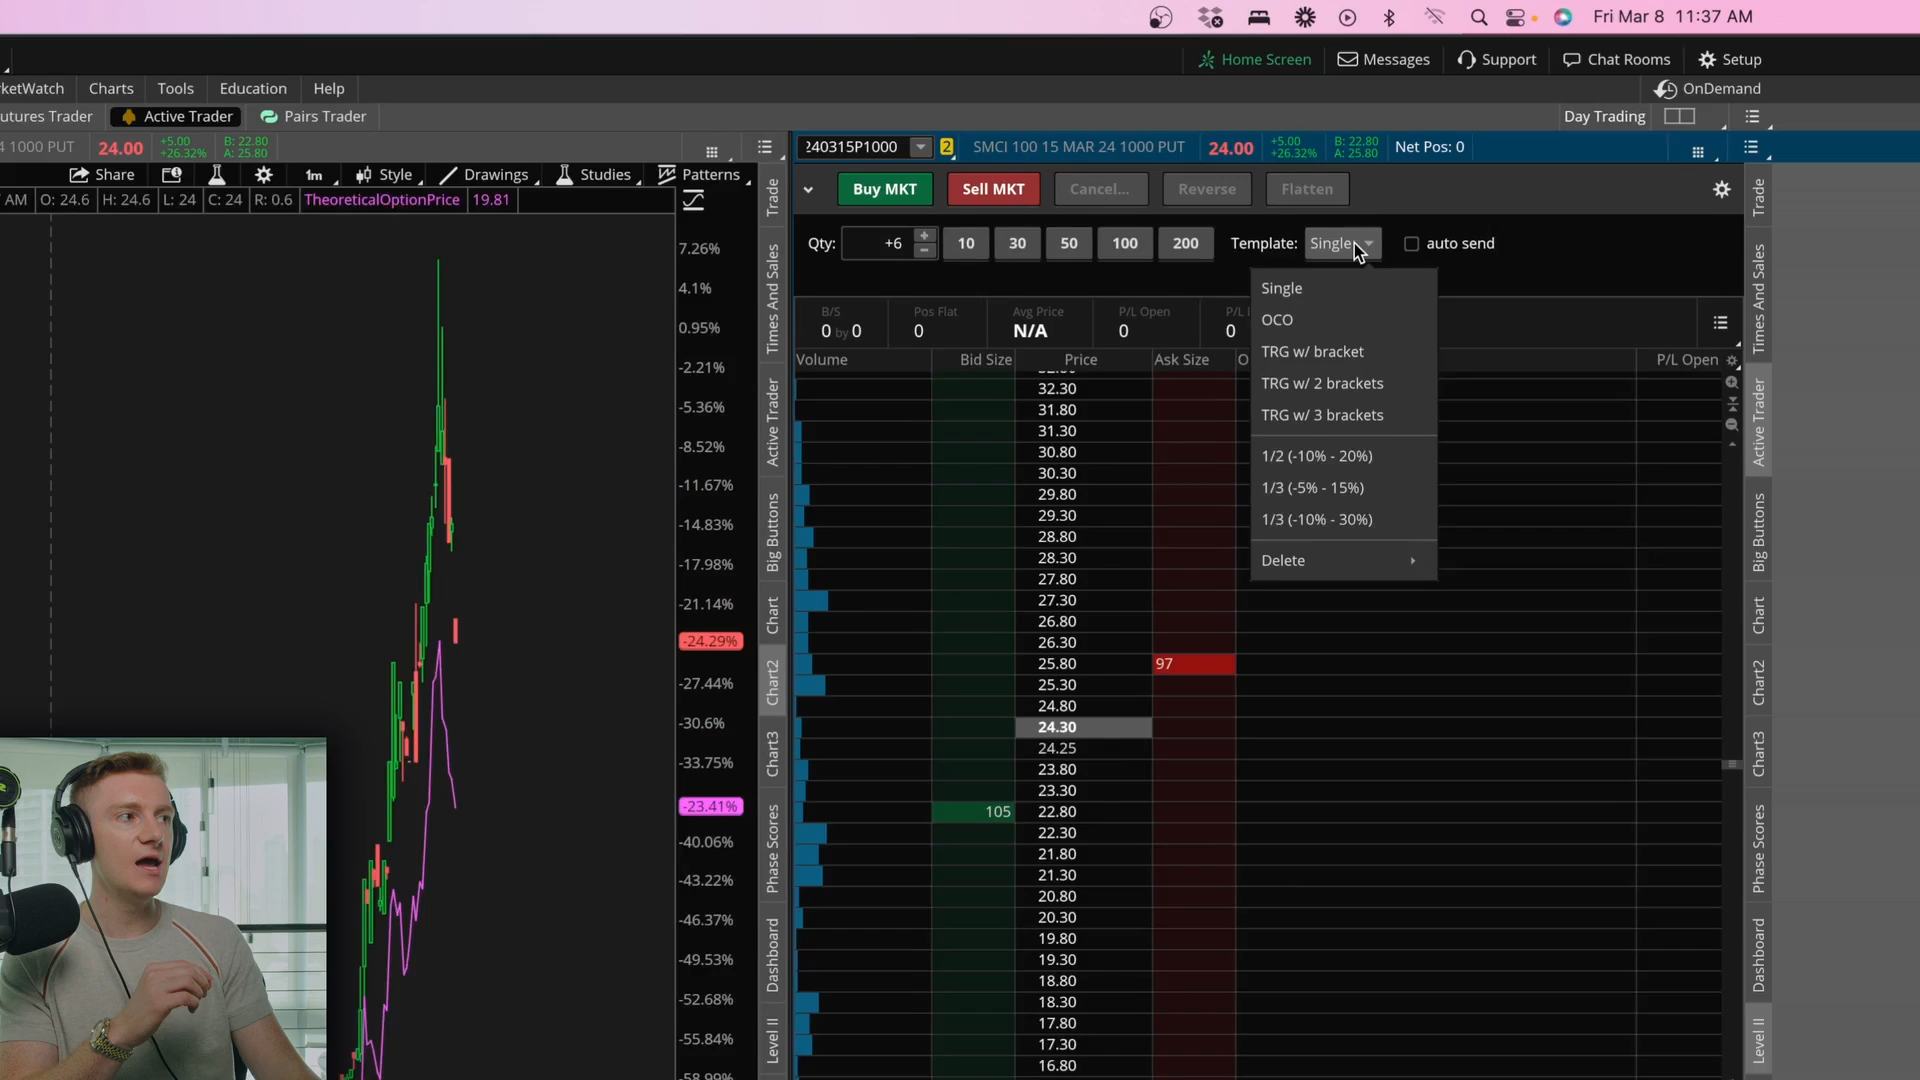 Fri Mar 8 11:37 AM
Home Screen Messages Support Chat Rooms Setup
rketWatch Charts Tools Education Help OnDemand
utures Trader Active Trader Pairs Trader Day Trading
4 1000 PUT 24.00 +5.00 +26.32% B: 22.80 A: 25.80
240315P1000 2 SMCI 100 15 MAR 24 1000 PUT 24.00 +5.00 +26.32% B: 22.80 A: 25.80 Net Pos: 0
Share 1m Style Drawings Studies Patterns
AM O: 24.6 H: 24.6 L: 24 C: 24 R: 0.6 TheoreticalOptionPrice 19.81
7.26%
4.1%
0.95%
-2.21%
-5.36%
-8.52%
-11.67%
-14.83%
-17.98%
-21.14%
-24.29%
-27.44%
-30.6%
-33.75%
-23.41%
-40.06%
-43.22%
-46.37%
-49.53%
-52.68%
-55.84%
-58.99%
Trade
Times And Sales
Active Trader
Big Buttons
Chart
Chart2
Chart3
Phase Scores
Dashboard
Level II
Buy MKT Sell MKT Cancel... Reverse Flatten
Qty: +6 10 30 50 100 200 Template: Single auto send
Single
OCO
TRG w/ bracket
TRG w/ 2 brackets
TRG w/ 3 brackets
1/2 (-10% - 20%)
1/3 (-5% - 15%)
1/3 (-10% - 30%)
Delete
B/S Pos Flat Avg Price P/L Open P/L
0 by 0 0 N/A 0 0
Volume Bid Size Price Ask Size O P/L Open
32.30
31.80
31.30
30.80
30.30
29.80
29.30
28.80
28.30
27.80
27.30
26.80
26.30
25.80 97
25.30
24.80
24.30
24.25
23.80
23.30
105 22.80
22.30
21.80
21.30
20.80
20.30
19.80
19.30
18.80
18.30
17.80
17.30
16.80
Trade
Times And Sales
Active Trader
Big Buttons
Chart
Chart2
Chart3
Phase Scores
Dashboard
Level II